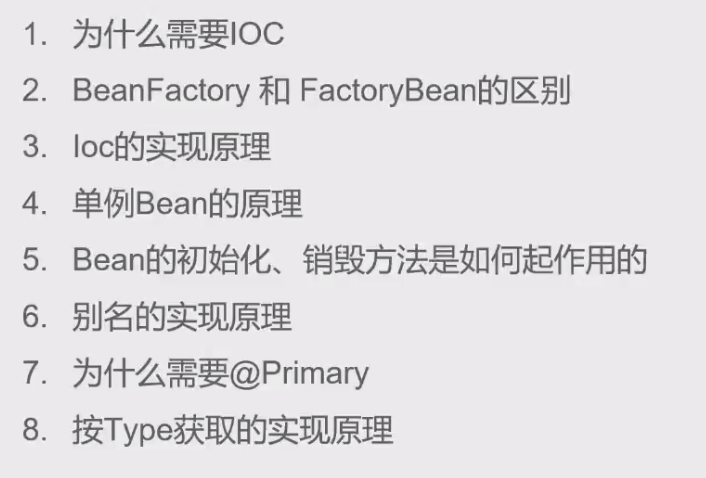 1. 为什么需要IOC
2. BeanFactory 和 FactoryBean的区别
3. Ioc的实现原理
4. 单例Bean的原理
5. Bean的初始化、销毁方法是如何起作用的
6. 别名的实现原理
7. 为什么需要@Primary
8. 按Type获取的实现原理